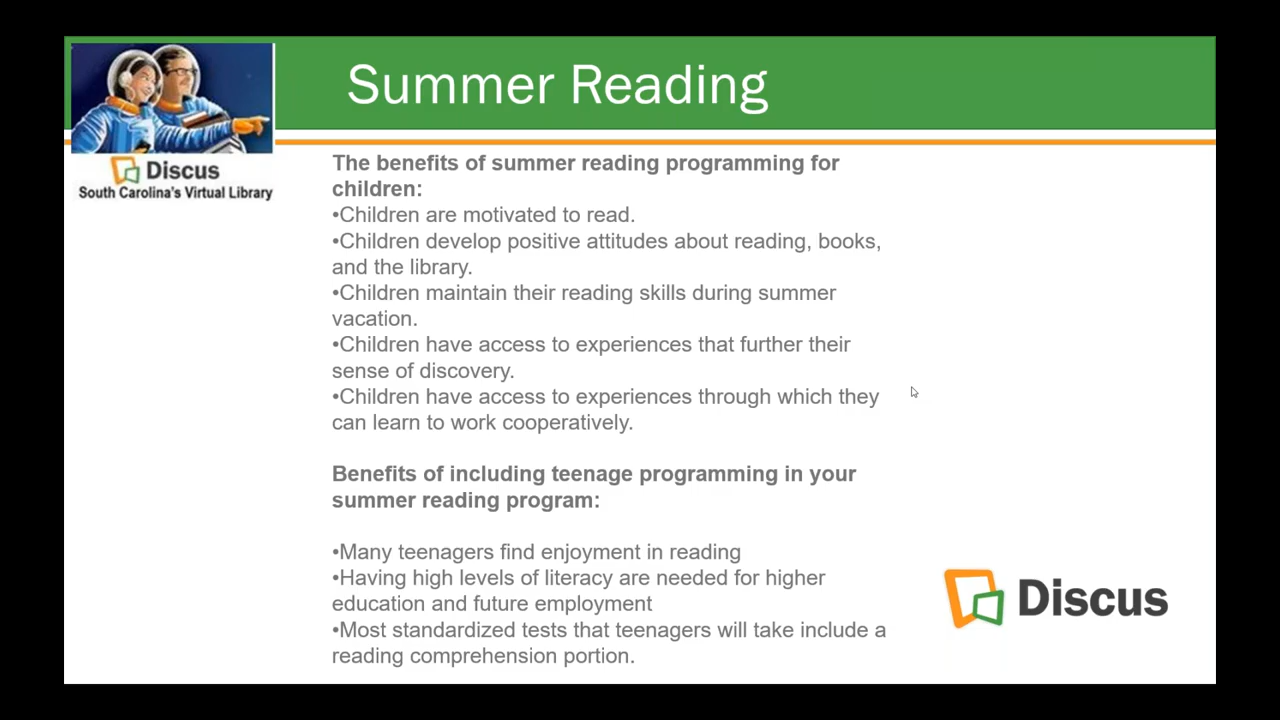 Summer Reading
Discus
South Carolina's Virtual Library
The benefits of summer reading programming for
children:
•Children are motivated to read.
•Children develop positive attitudes about reading, books,
and the library.
•Children maintain their reading skills during summer
vacation.
•Children have access to experiences that further their
sense of discovery.
•Children have access to experiences through which they
can learn to work cooperatively.
Benefits of including teenage programming in your
summer reading program:
•Many teenagers find enjoyment in reading
•Having high levels of literacy are needed for higher
education and future employment
•Most standardized tests that teenagers will take include a
reading comprehension portion.
Discus